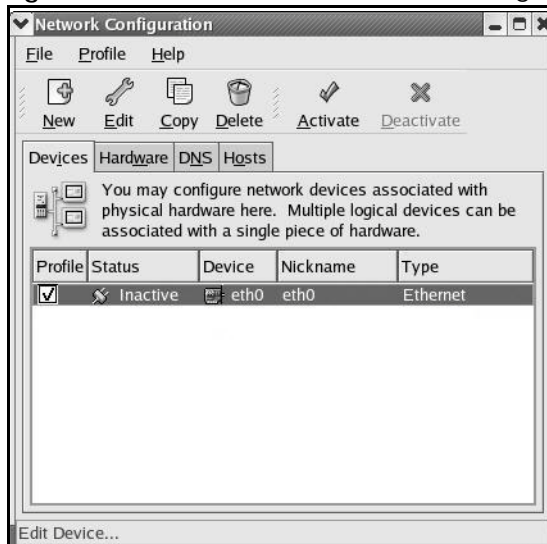 Network Configuration
File Profile Help
New Edit Copy Delete Activate Deactivate
Devices Hardware DNS Hosts
You may configure network devices associated with
physical hardware here. Multiple logical devices can be
associated with a single piece of hardware.
Profile Status Device Nickname Type
Inactive eth0 eth0 Ethernet
Edit Device...